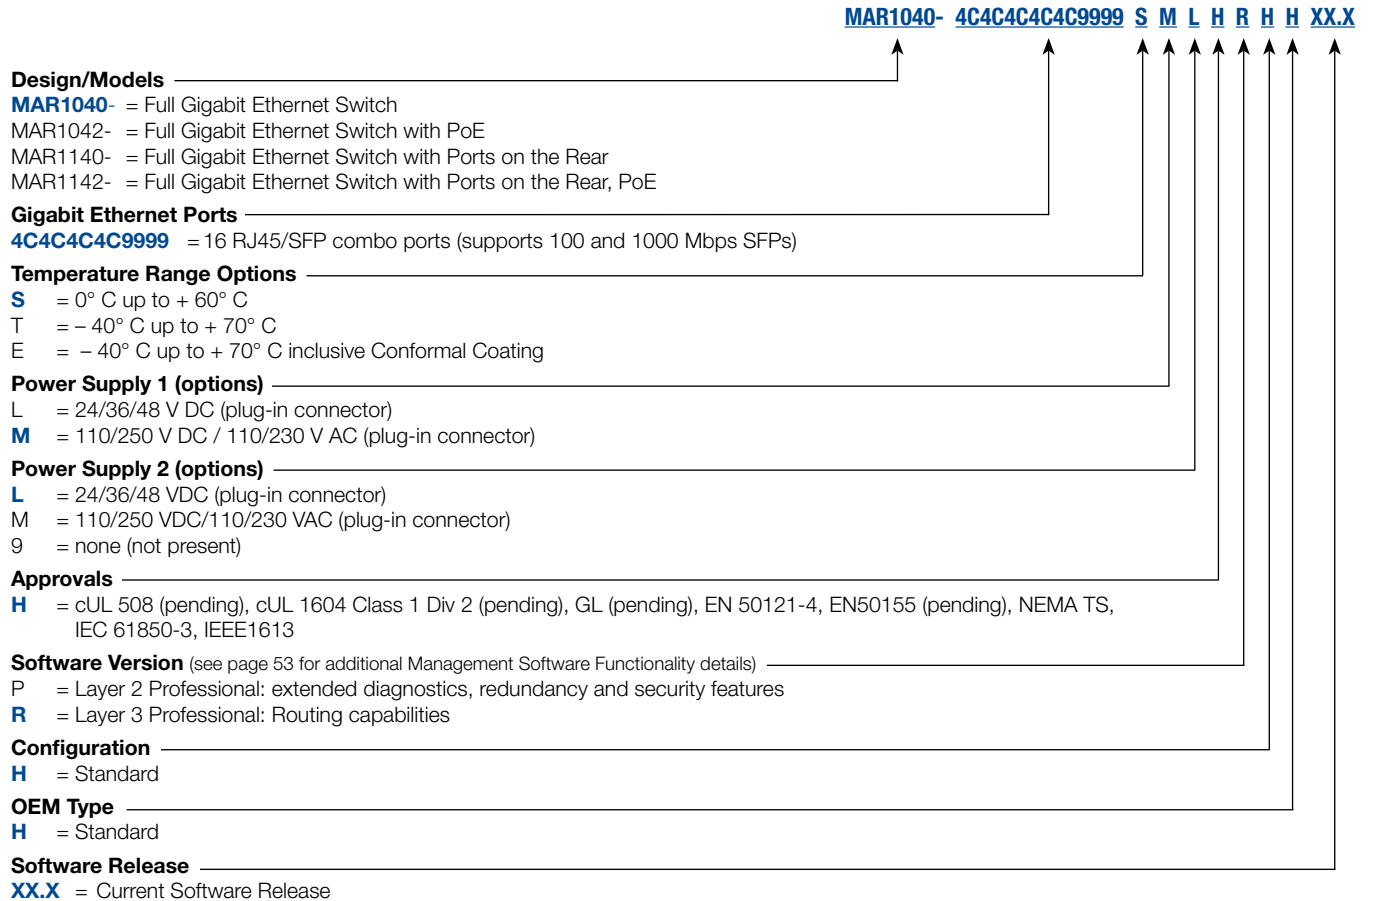 MAR1040- 4C4C4C4C4C9999 S M L H R H H XX.X
Design/Models
MAR1040- = Full Gigabit Ethernet Switch
MAR1042- = Full Gigabit Ethernet Switch with PoE
MAR1140- = Full Gigabit Ethernet Switch with Ports on the Rear
MAR1142- = Full Gigabit Ethernet Switch with Ports on the Rear, PoE
Gigabit Ethernet Ports
4C4C4C4C9999 = 16 RJ45/SFP combo ports (supports 100 and 1000 Mbps SFPs)
Temperature Range Options
S = 0° C up to + 60° C
T = – 40° C up to + 70° C
E = – 40° C up to + 70° C inclusive Conformal Coating
Power Supply 1 (options)
L = 24/36/48 V DC (plug-in connector)
M = 110/250 V DC / 110/230 V AC (plug-in connector)
Power Supply 2 (options)
L = 24/36/48 VDC (plug-in connector)
M = 110/250 VDC/110/230 VAC (plug-in connector)
9 = none (not present)
Approvals
H = cUL 508 (pending), cUL 1604 Class 1 Div 2 (pending), GL (pending), EN 50121-4, EN50155 (pending), NEMA TS,
IEC 61850-3, IEEE1613
Software Version (see page 53 for additional Management Software Functionality details)
P = Layer 2 Professional: extended diagnostics, redundancy and security features
R = Layer 3 Professional: Routing capabilities
Configuration
H = Standard
OEM Type
H = Standard
Software Release
XX.X = Current Software Release